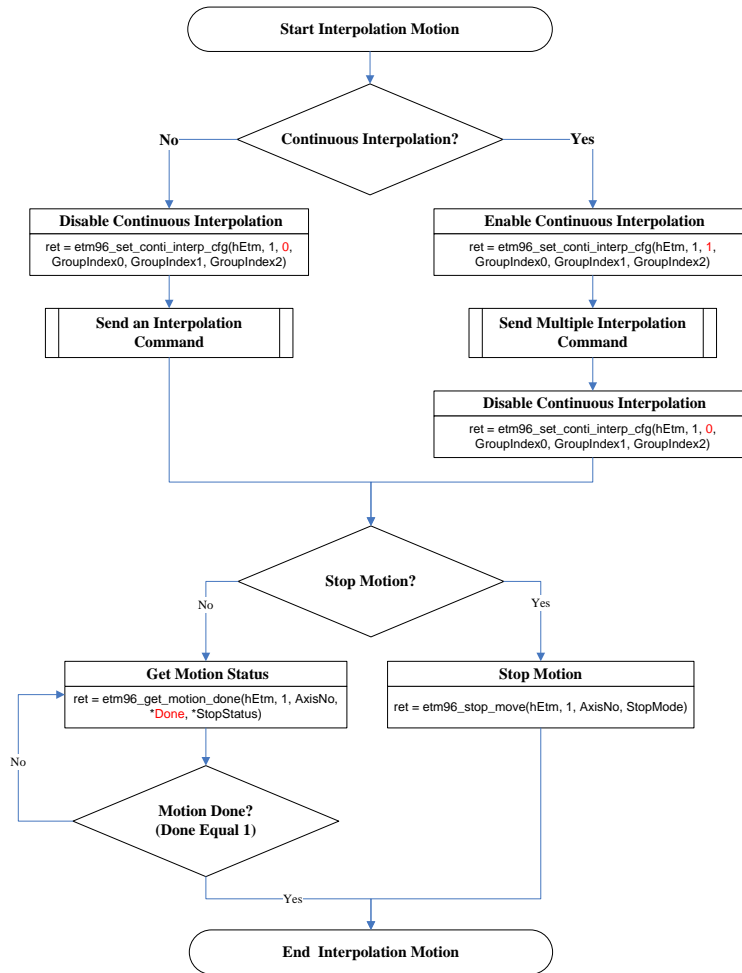 Start Interpolation Motion
Continuous Interpolation?
No
Yes
Disable Continuous Interpolation
ret = etm96_set_conti_interp_cfg(hEtm, 1, 0,
GroupIndex0, GroupIndex1, GroupIndex2)
Enable Continuous Interpolation
ret = etm96_set_conti_interp_cfg(hEtm, 1, 1,
GroupIndex0, GroupIndex1, GroupIndex2)
Send an Interpolation
Command
Send Multiple Interpolation
Command
Disable Continuous Interpolation
ret = etm96_set_conti_interp_cfg(hEtm, 1, 0,
GroupIndex0, GroupIndex1, GroupIndex2)
Stop Motion?
No
Yes
Get Motion Status
ret = etm96_get_motion_done(hEtm, 1, AxisNo,
*Done, *StopStatus)
Stop Motion
ret = etm96_stop_move(hEtm, 1, AxisNo, StopMode)
No
Motion Done?
(Done Equal 1)
Yes
End Interpolation Motion